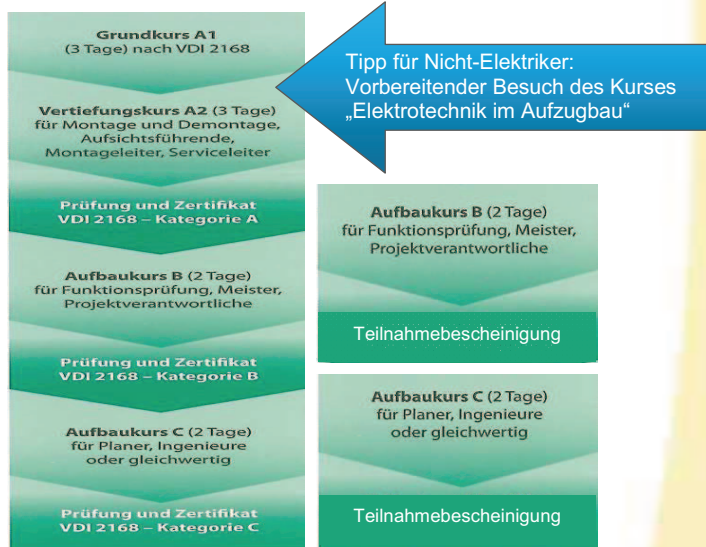 Grundkurs A1
(3 Tage) nach VDI 2168
Vertiefungskurs A2 (3 Tage)
für Montage und Demontage,
Aufsichtsführende,
Montageleiter, Serviceleiter
Prüfung und Zertifikat
VDI 2168 – Kategorie A
Aufbaukurs B (2 Tage)
für Funktionsprüfung, Meister,
Projektverantwortliche
Prüfung und Zertifikat
VDI 2168 – Kategorie B
Aufbaukurs C (2 Tage)
für Planer, Ingenieure
oder gleichwertig
Prüfung und Zertifikat
VDI 2168 – Kategorie C
Tipp für Nicht-Elektriker:
Vorbereitender Besuch des Kurses
„Elektrotechnik im Aufzugbau“
Aufbaukurs B (2 Tage)
für Funktionsprüfung, Meister,
Projektverantwortliche
Teilnahmebescheinigung
Aufbaukurs C (2 Tage)
für Planer, Ingenieure
oder gleichwertig
Teilnahmebescheinigung